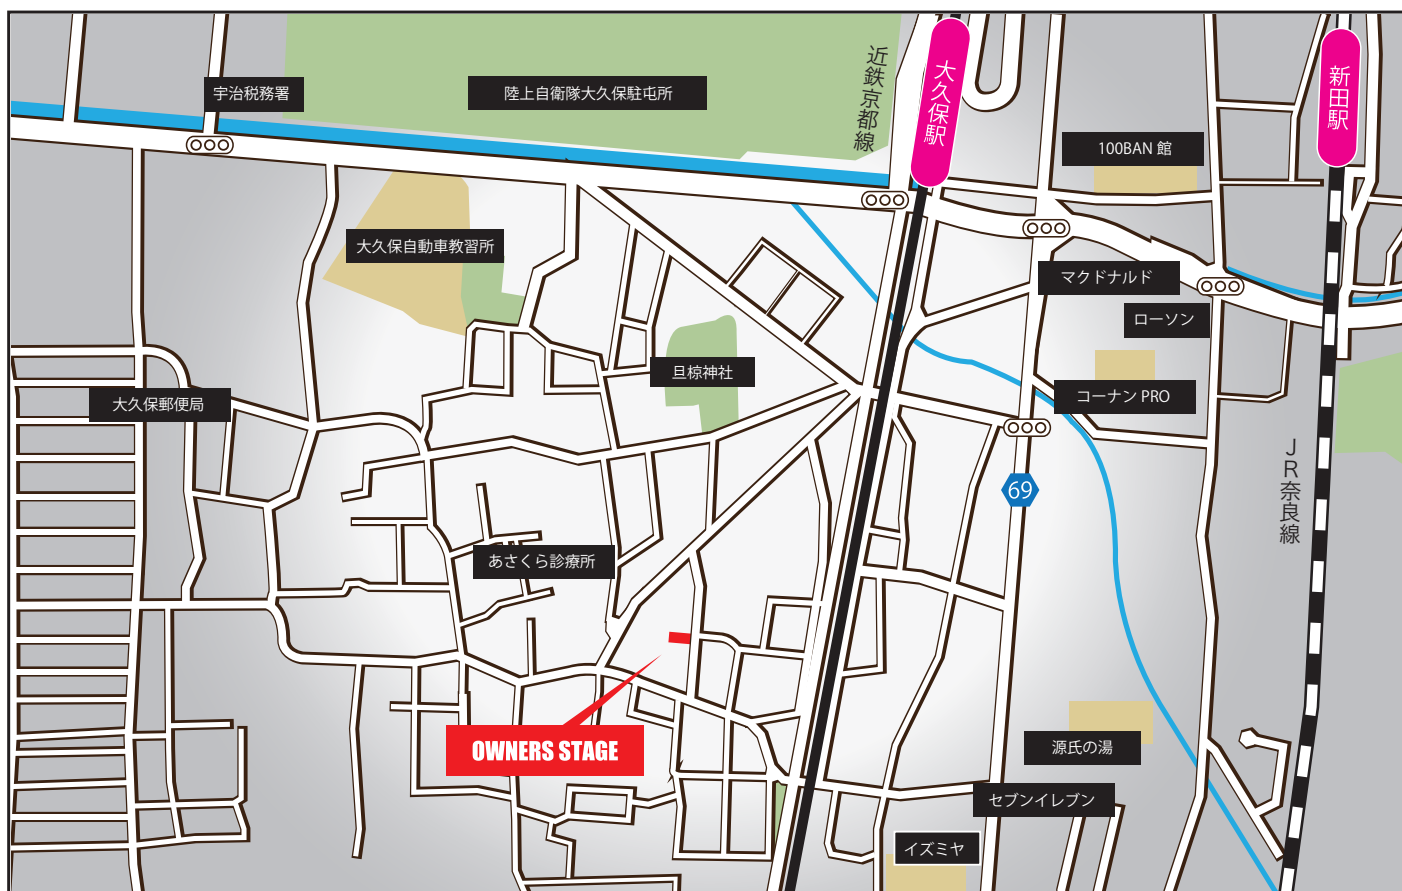 近鉄京都線
大久保駅
新田駅
宇治税務署
陸上自衛隊大久保駐屯所
100BAN 館
大久保自動車教習所
マクドナルド
ローソン
旦椋神社
コーナン PRO
大久保郵便局
JR奈良線
69
あさくら診療所
OWNERS STAGE
源氏の湯
セブンイレブン
イズミヤ